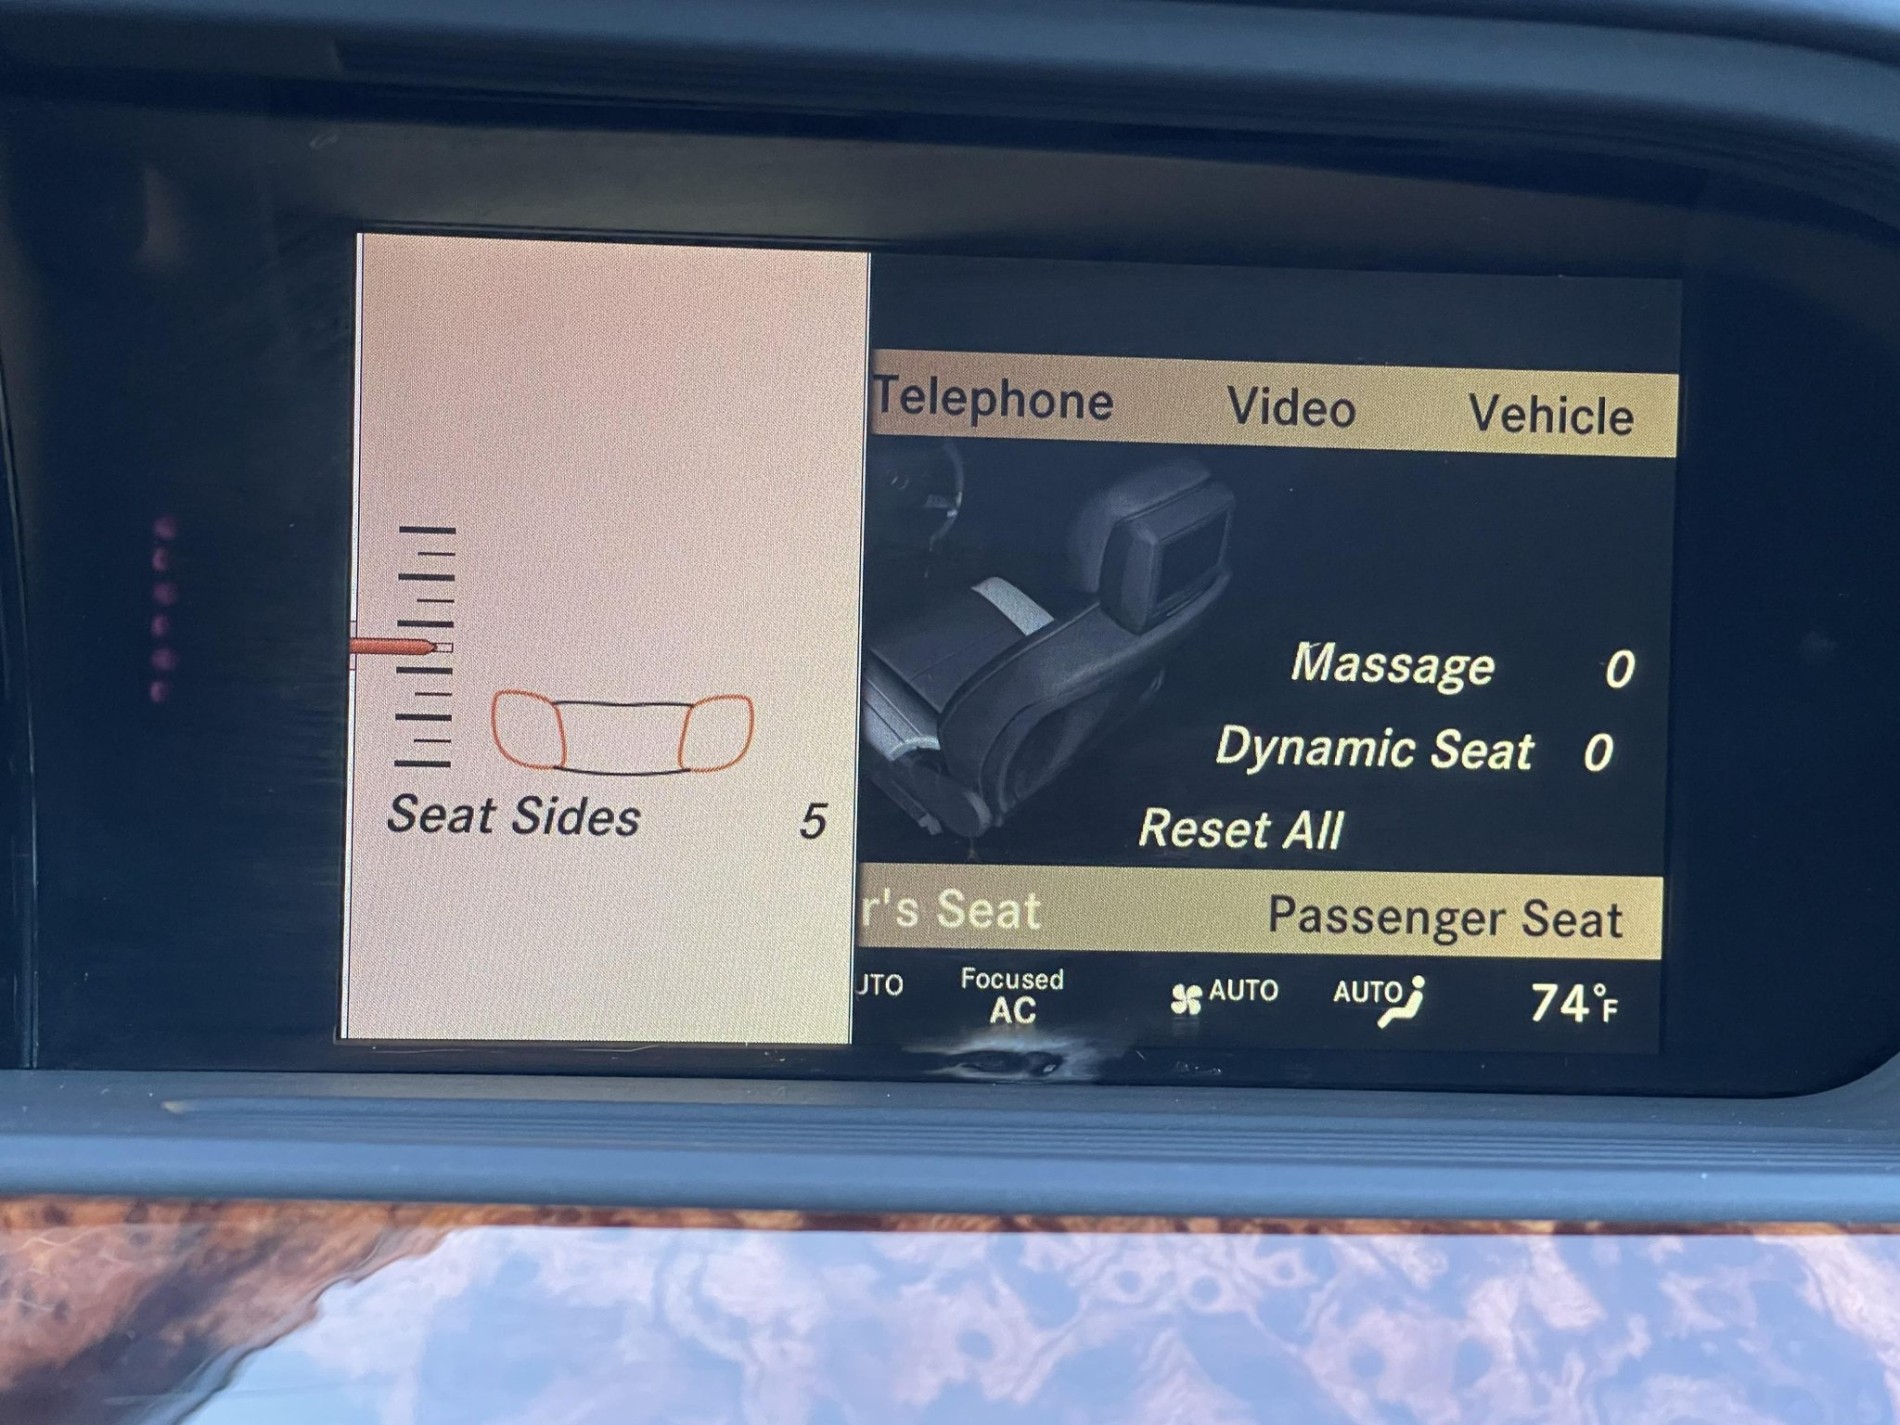 Telephone Video Vehicle
Massage 0
Dynamic Seat 0
Seat Sides 5
Reset All
r's Seat Passenger Seat
UTO Focused AC AUTO AUTO 74°F